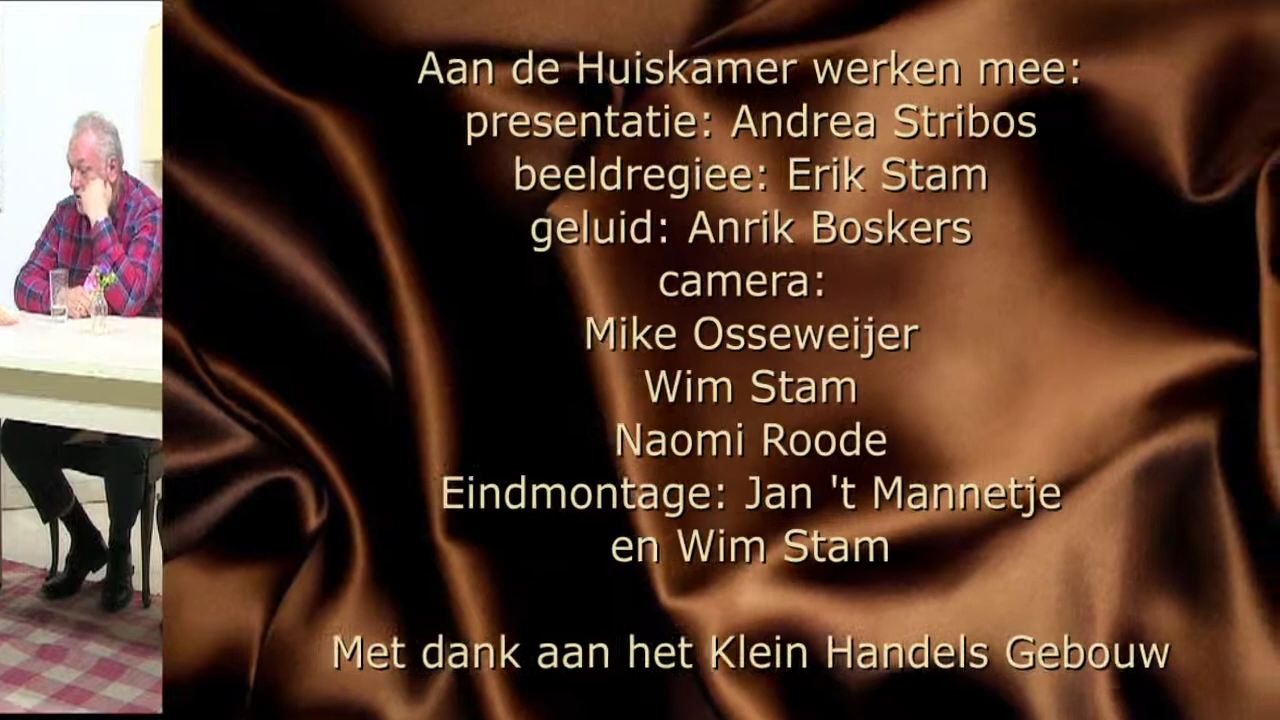 Aan de Huiskamer werken mee:
presentatie: Andrea Stribos
beeldregiee: Erik Stam
geluid: Anrik Boskers
camera:
Mike Osseweijer
Wim Stam
Naomi Roode
Eindmontage: Jan 't Mannetje
en Wim Stam
Met dank aan het Klein Handels Gebouw